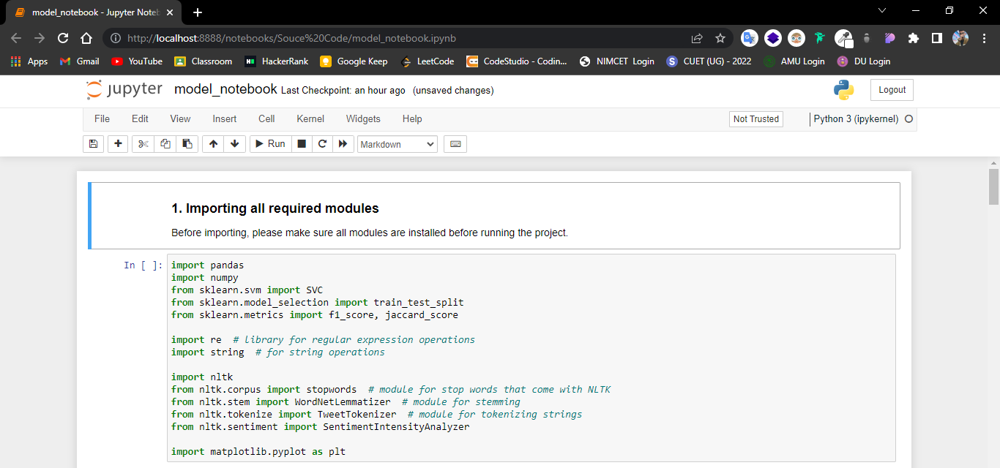 model_notebook - Jupyter Noteb
http://localhost:8888/notebooks/Souce%20Code/model_notebook.ipynb
Apps Gmail YouTube Classroom HackerRank Google Keep LeetCode CodeStudio - Codin... NIMCET Login CUET (UG) - 2022 AMU Login DU Login
jupyter model_notebook Last Checkpoint: an hour ago (unsaved changes) Logout
File Edit View Insert Cell Kernel Widgets Help Not Trusted Python 3 (ipykernel)
Run Markdown
1. Importing all required modules
Before importing, please make sure all modules are installed before running the project.
In [ ]: import pandas
import numpy
from sklearn.svm import SVC
from sklearn.model_selection import train_test_split
from sklearn.metrics import f1_score, jaccard_score
import re  # library for regular expression operations
import string  # for string operations
import nltk
from nltk.corpus import stopwords  # module for stop words that come with NLTK
from nltk.stem import WordNetLemmatizer  # module for stemming
from nltk.tokenize import TweetTokenizer  # module for tokenizing strings
from nltk.sentiment import SentimentIntensityAnalyzer
import matplotlib.pyplot as plt